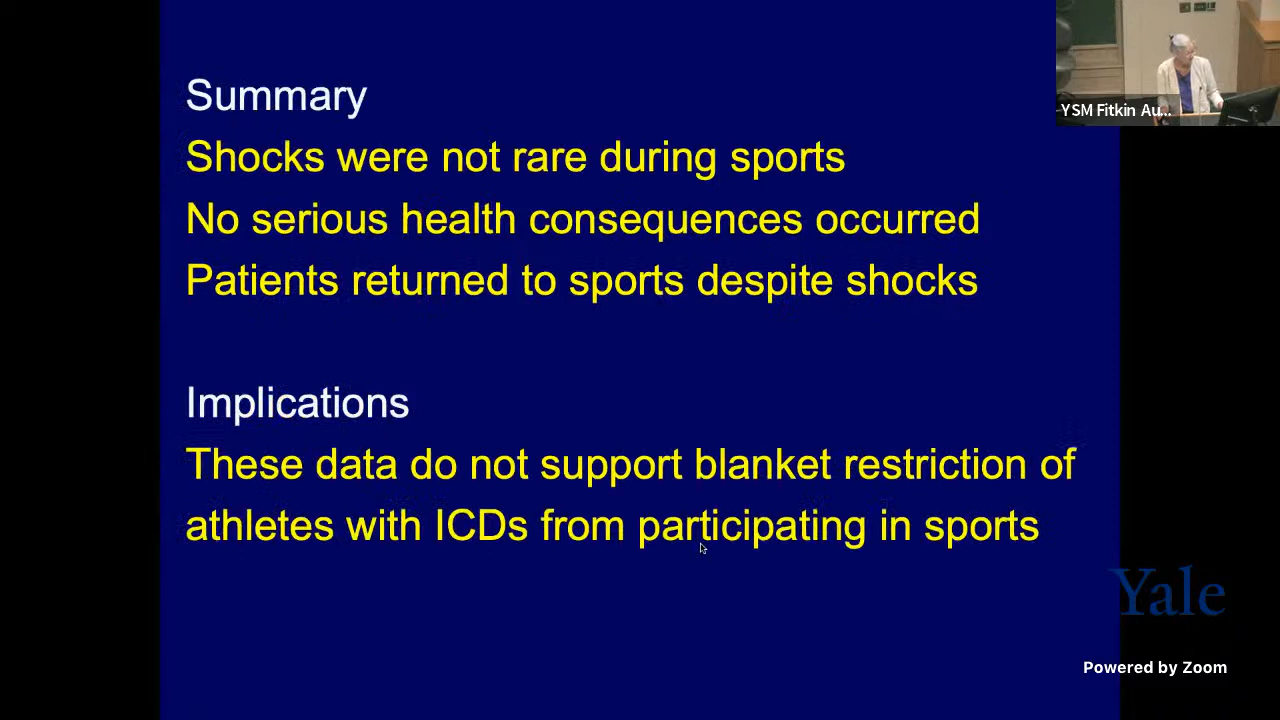 Summary
Shocks were not rare during sports
No serious health consequences occurred
Patients returned to sports despite shocks
Implications
These data do not support blanket restriction of
athletes with ICDs from participating in sports
YSM Fitkin Au...
Yale
Powered by Zoom